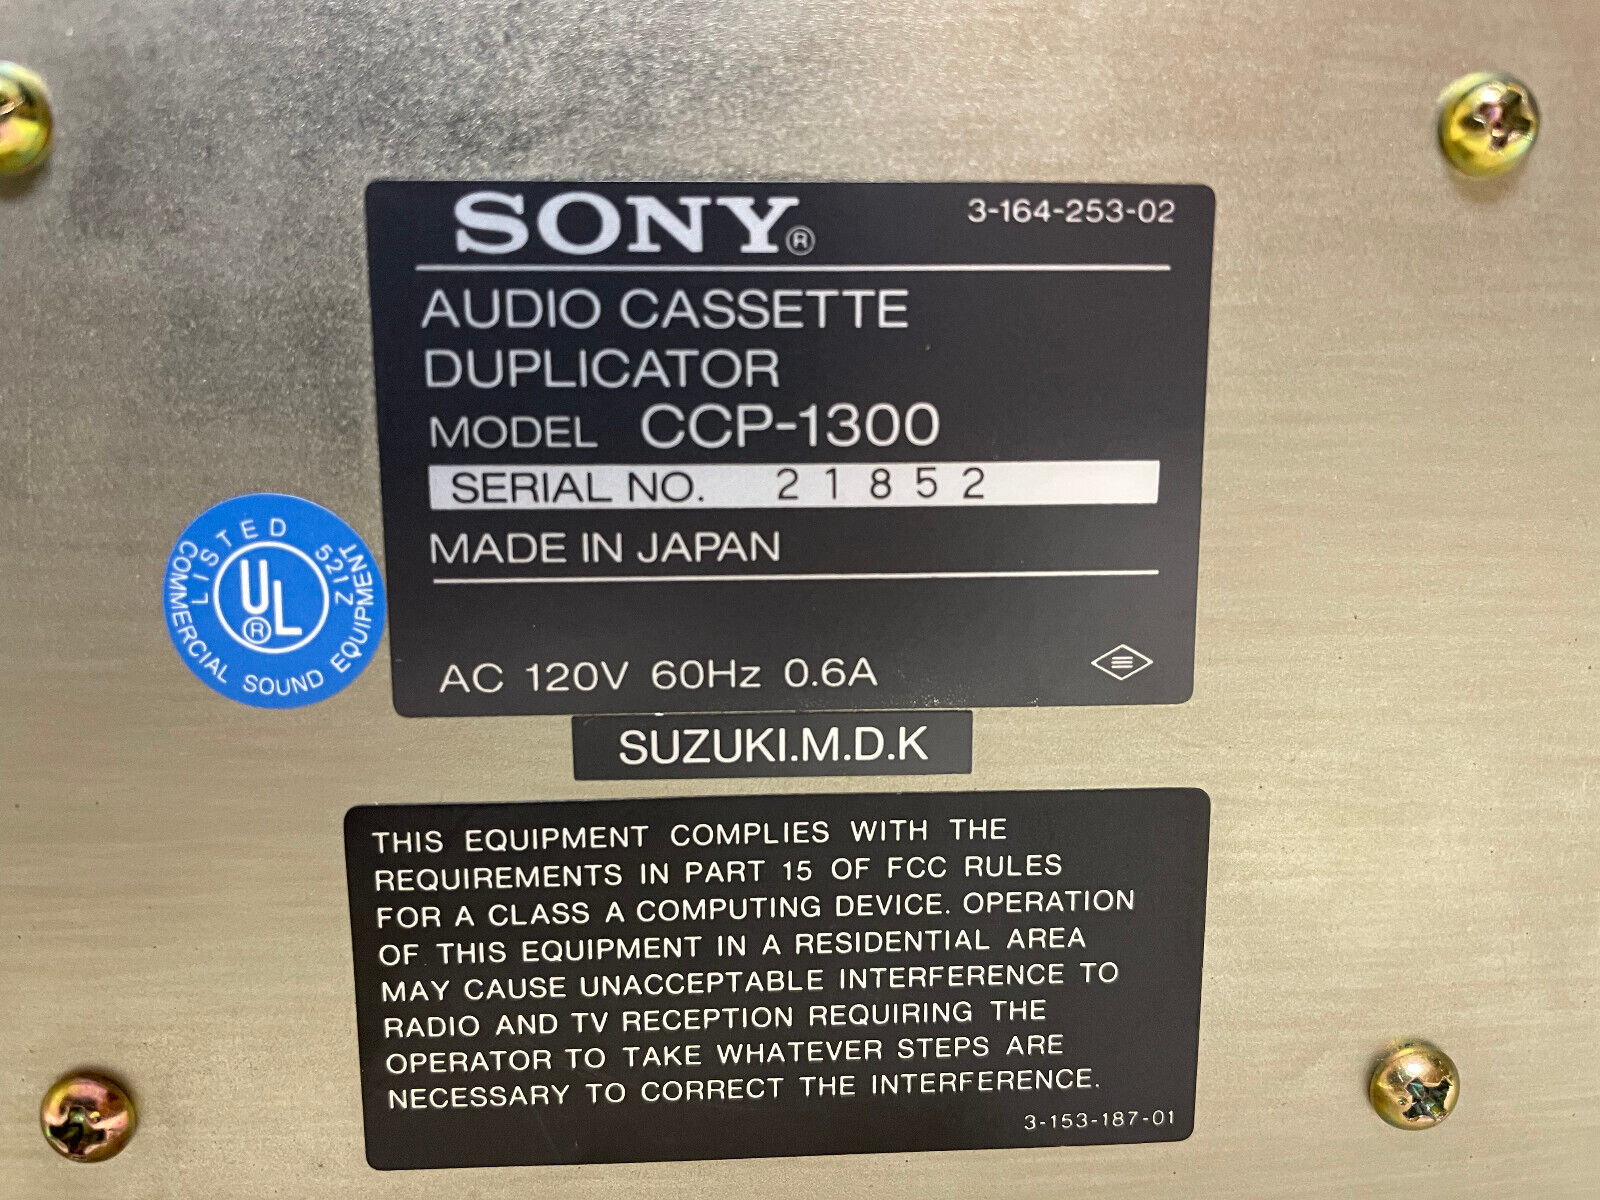 SONY®
3-164-253-02
AUDIO CASSETTE
DUPLICATOR
MODEL CCP-1300
SERIAL NO. 21852
MADE IN JAPAN
AC 120V 60Hz 0.6A
LISTED 521Z
UL®
COMMERCIAL SOUND EQUIPMENT
SUZUKI.M.D.K
THIS EQUIPMENT COMPLIES WITH THE
REQUIREMENTS IN PART 15 OF FCC RULES
FOR A CLASS A COMPUTING DEVICE. OPERATION
OF THIS EQUIPMENT IN A RESIDENTIAL AREA
MAY CAUSE UNACCEPTABLE INTERFERENCE TO
RADIO AND TV RECEPTION REQUIRING THE
OPERATOR TO TAKE WHATEVER STEPS ARE
NECESSARY TO CORRECT THE INTERFERENCE.
3-153-187-01